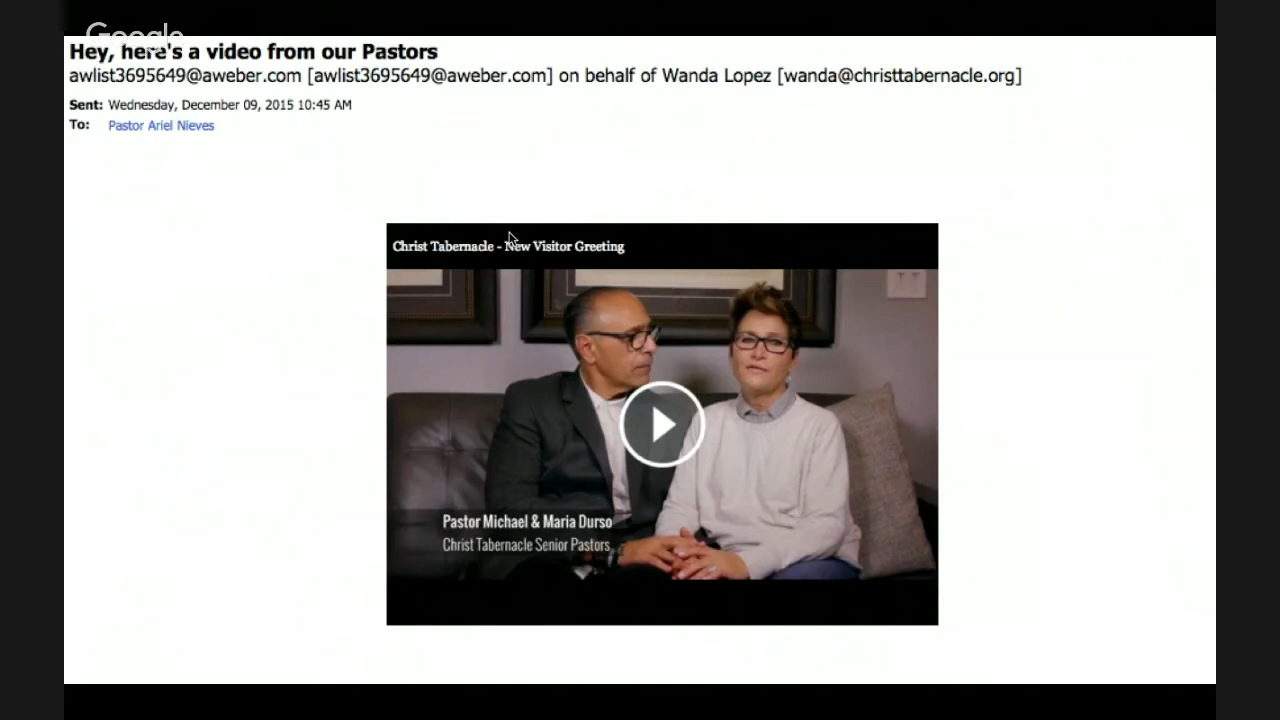 Google
Hey, here's a video from our Pastors
awlist3695649@aweber.com [awlist3695649@aweber.com] on behalf of Wanda Lopez [wanda@christtabernacle.org]
Sent: Wednesday, December 09, 2015 10:45 AM
To: Pastor Ariel Nieves
Christ Tabernacle - New Visitor Greeting
Pastor Michael & Maria Durso
Christ Tabernacle Senior Pastors